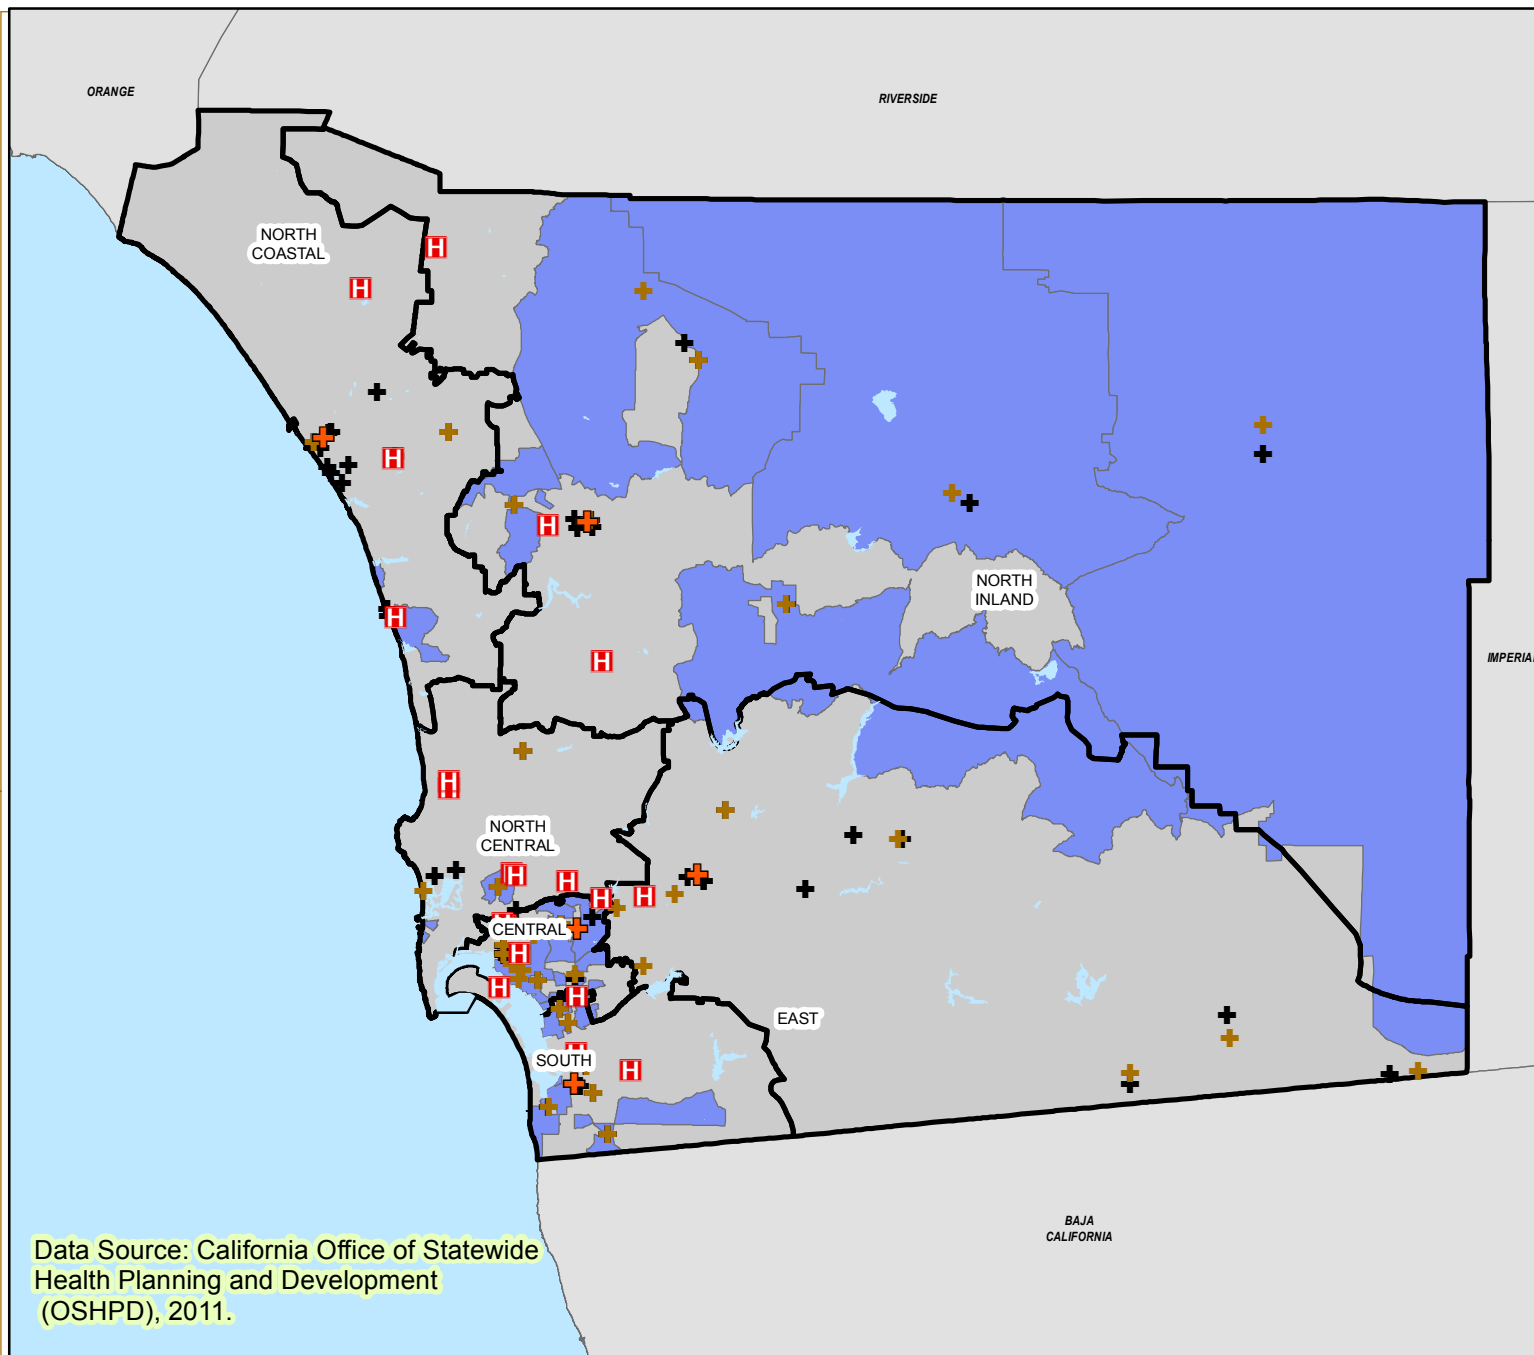 ORANGE
RIVERSIDE
NORTH
COASTAL
H
H
H
H
NORTH
INLAND
H
H
IMPERIA
H
NORTH
CENTRAL
H
H
H
H
CENTRAL
H
H
H
EAST
SOUTH
H
BAJA
CALIFORNIA
Data Source: California Office of Statewide
Health Planning and Development
(OSHPD), 2011.